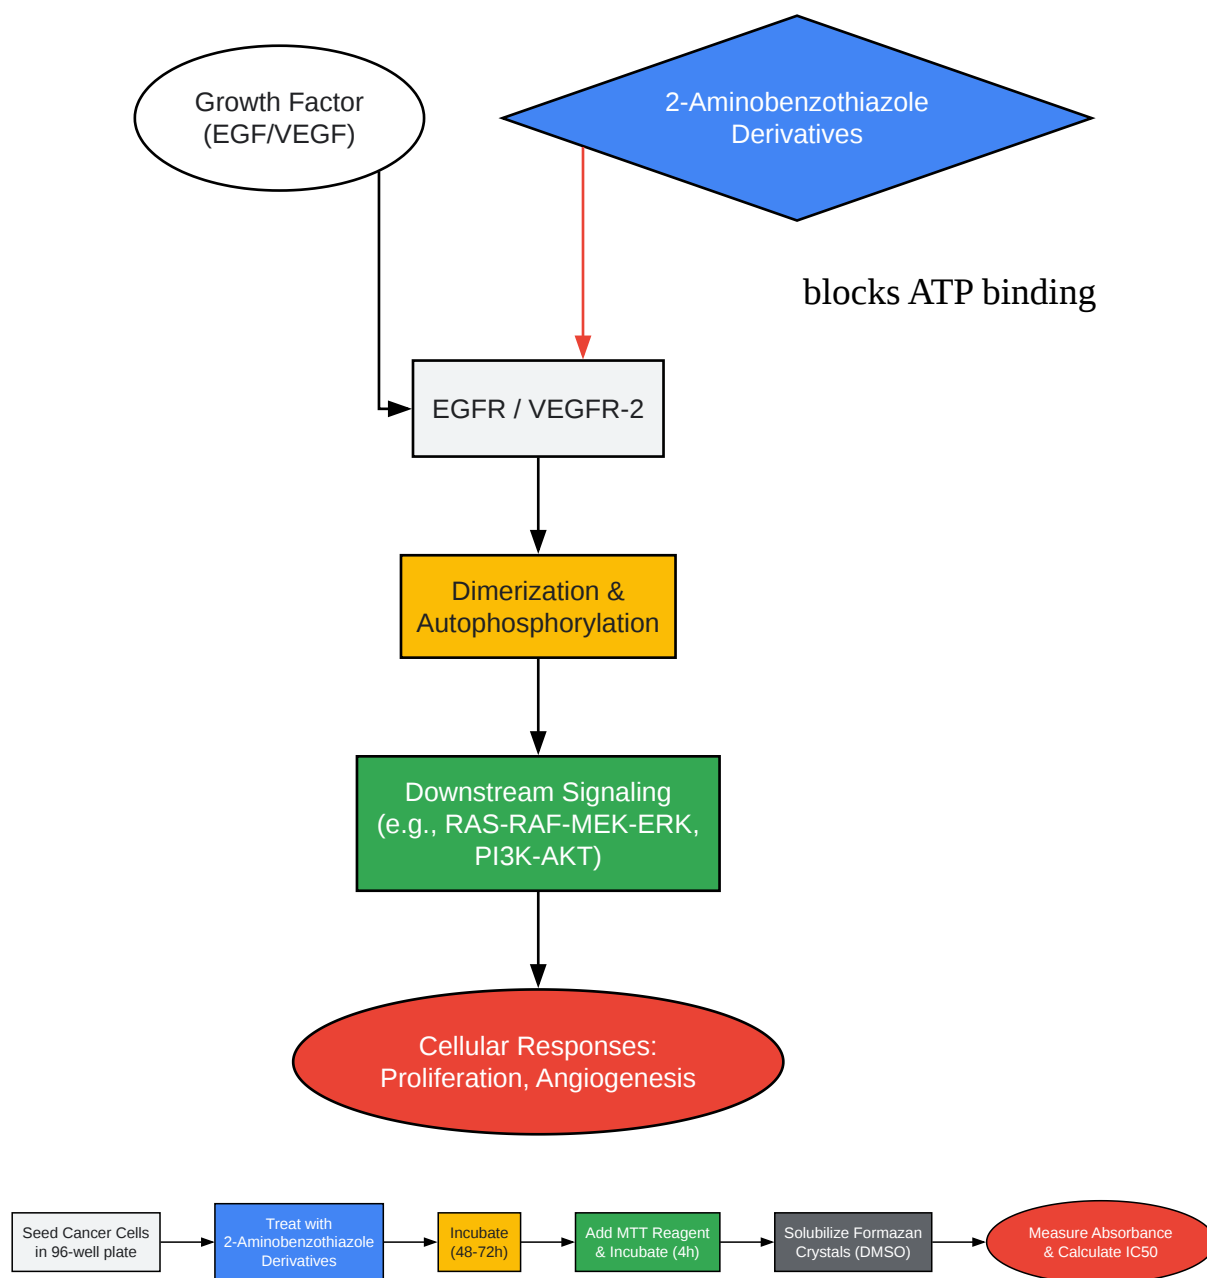 Growth Factor
(EGF/VEGF)
2-Aminobenzothiazole
Derivatives
blocks ATP binding
EGFR / VEGFR-2
Dimerization &
Autophosphorylation
Downstream Signaling
(e.g., RAS-RAF-MEK-ERK,
PI3K-AKT)
Cellular Responses:
Proliferation, Angiogenesis
Seed Cancer Cells
in 96-well plate
Treat with
2-Aminobenzothiazole
Derivatives
Incubate
(48-72h)
Add MTT Reagent
& Incubate (4h)
Solubilize Formazan
Crystals (DMSO)
Measure Absorbance
& Calculate IC50